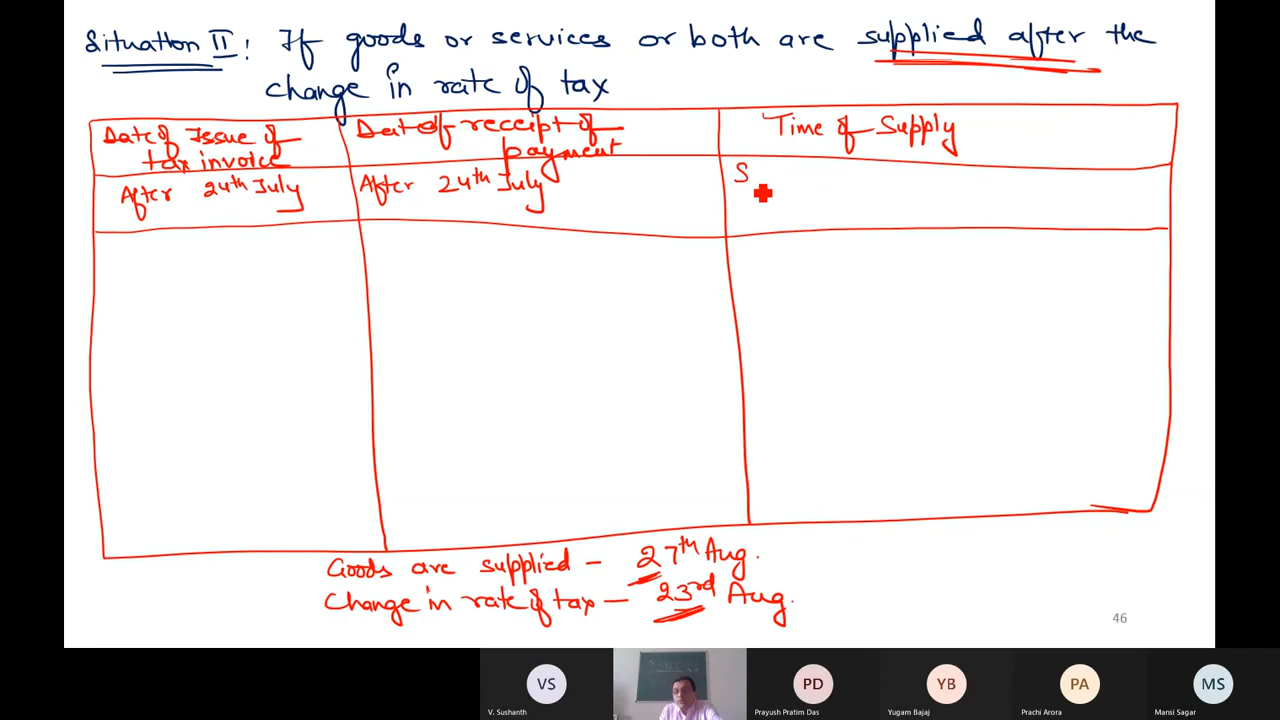 Situation II: If goods or services or both are supplied after the
change in rate of tax
Date of Issue of
tax invoice
Date of receipt of
payment
Time of Supply
After 24th July
After 24th July
S
Goods are supplied - 27th Aug.
Change in rate of tax - 23rd Aug.
46
VS
V. Sushanth
PD
Prayush Pratim Das
YB
Yugam Bajaj
PA
Prachi Arora
MS
Mansi Sagar